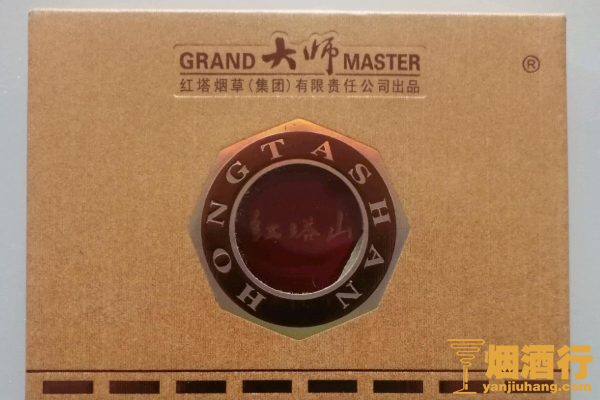 GRAND 大师 MASTER
红塔烟草(集团)有限责任公司出品
®
HONGTASHAN
红塔山
烟酒行
yanjiuhang.com